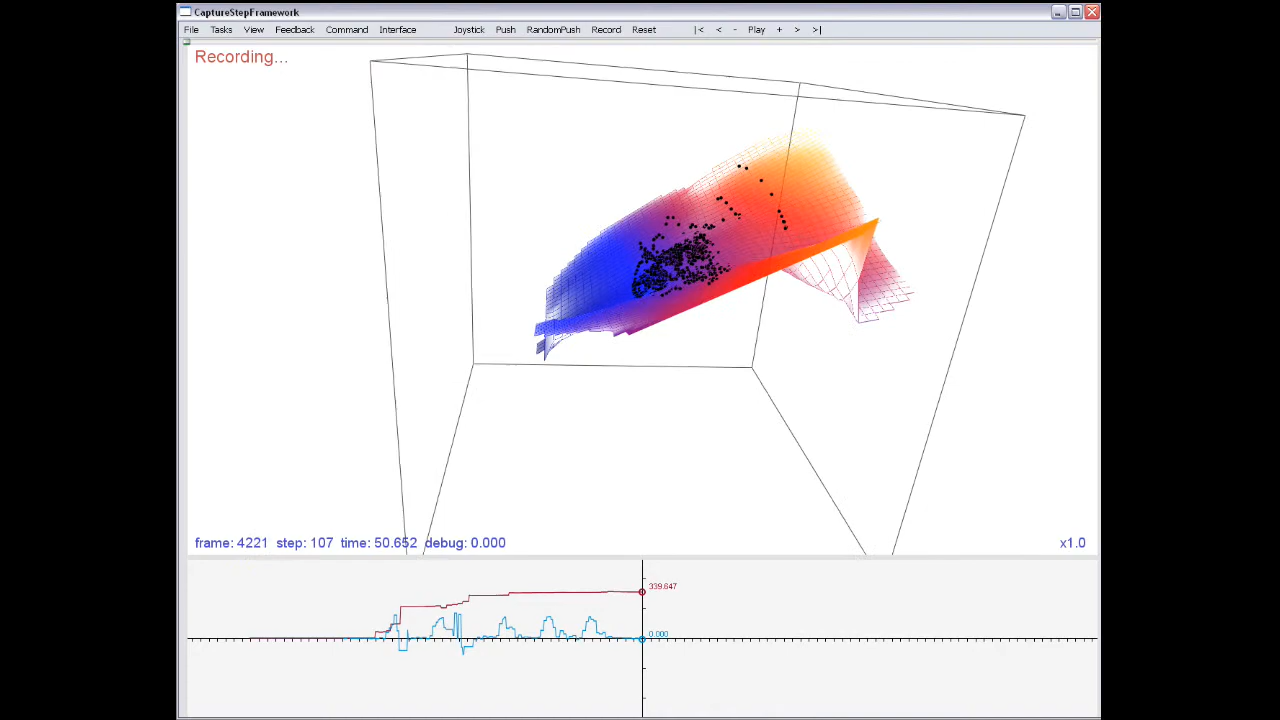 CaptureStepFramework
File Tasks View Feedback Command Interface Joystick Push RandomPush Record Reset |< < - Play + > >|
Recording...
frame: 4221 step: 107 time: 50.652 debug: 0.000 x1.0
339.647
0.000